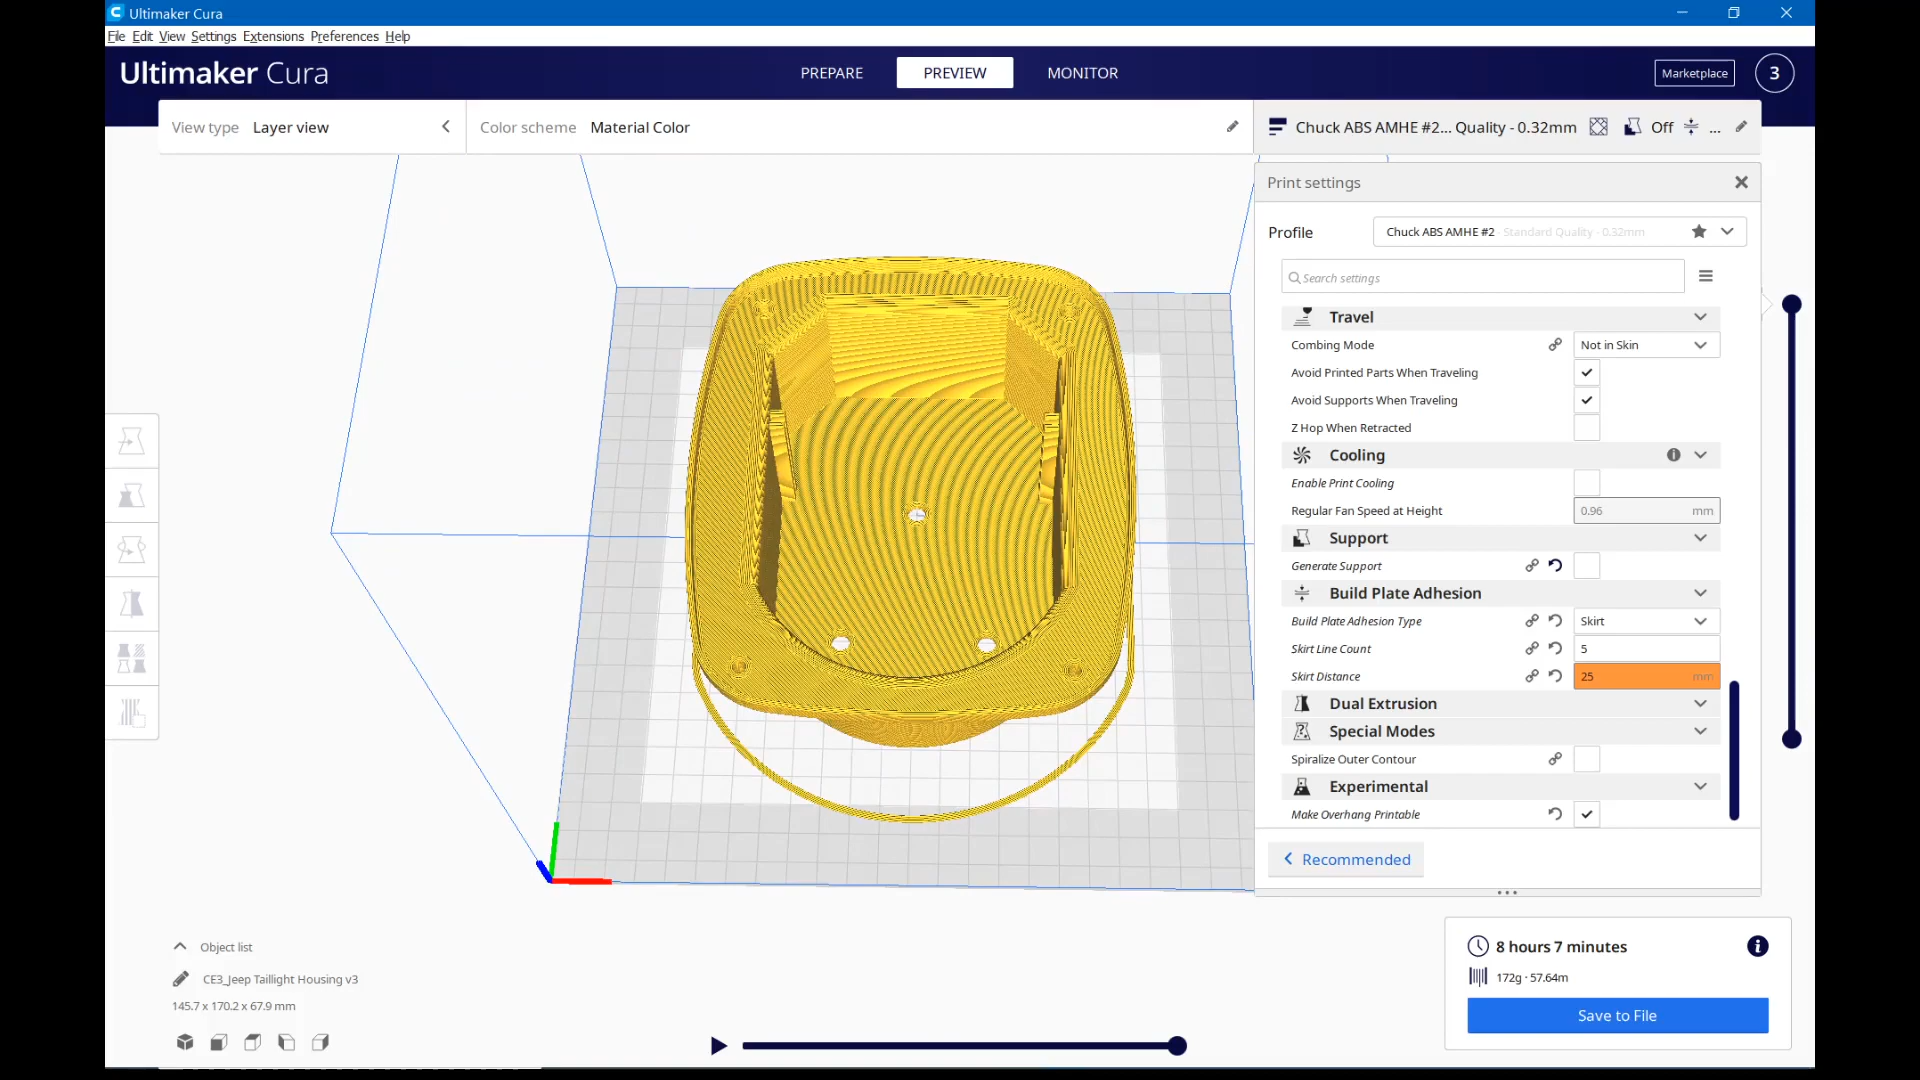 Ultimaker Cura
File Edit View Settings Extensions Preferences Help
Ultimaker Cura
PREPARE
PREVIEW
MONITOR
Marketplace
3
View type Layer view
Color scheme Material Color
Chuck ABS AMHE #2... Quality - 0.32mm Off ...
Print settings
Profile
Chuck ABS AMHE #2 - Standard Quality - 0.32mm
Search settings
Travel
Combing Mode Not in Skin
Avoid Printed Parts When Traveling
Avoid Supports When Traveling
Z Hop When Retracted
Cooling
Enable Print Cooling
Regular Fan Speed at Height 0.96 mm
Support
Generate Support
Build Plate Adhesion
Build Plate Adhesion Type Skirt
Skirt Line Count 5
Skirt Distance 25 mm
Dual Extrusion
Special Modes
Spiralize Outer Contour
Experimental
Make Overhang Printable
Recommended
Object list
CE3_Jeep Taillight Housing v3
145.7 x 170.2 x 67.9 mm
8 hours 7 minutes
172g · 57.64m
Save to File